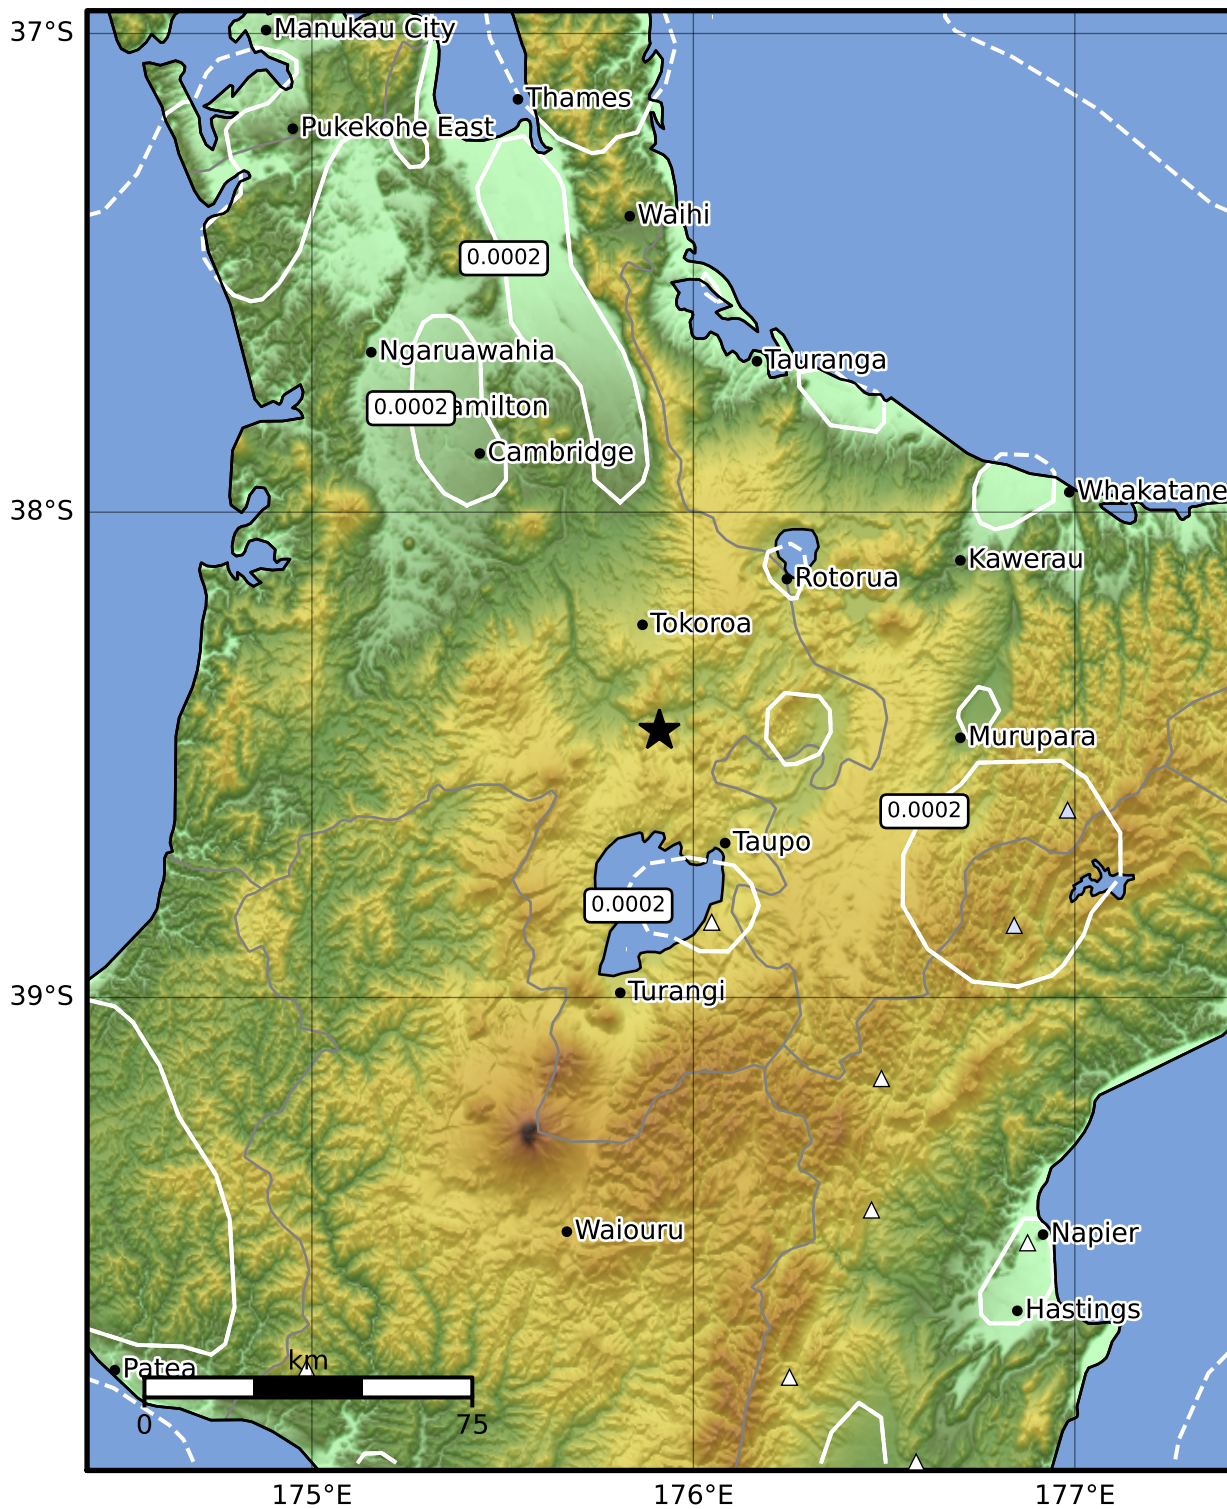 37°S
Manukau City
Thames
Pukekohe East
Waihi
0.0002
Ngaruawahia
Tauranga
0.0002
amilton
Cambridge
Whakatane
38°S
Kawerau
Rotorua
Tokoroa
Murupara
0.0002
Taupo
0.0002
Turangi
39°S
Waiouru
Napier
Hastings
km
Patea
0
75
175°E
176°E
177°E